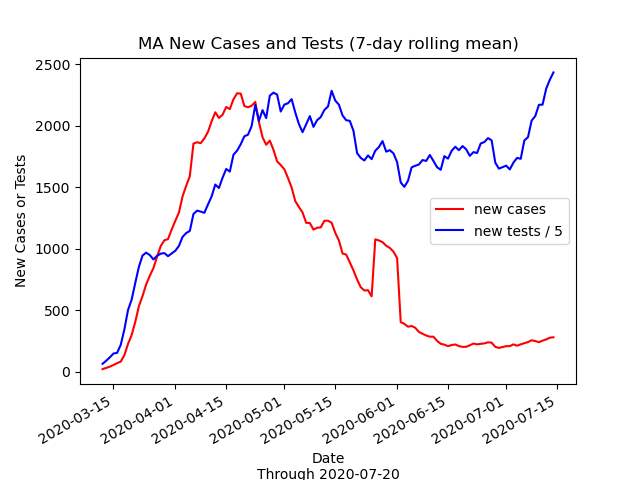 MA New Cases and Tests (7-day rolling mean)
2500
2000
1500
1000
500
0
New Cases or Tests
new cases
new tests / 5
2020-03-15
2020-04-01
2020-04-15
2020-05-01
2020-05-15
2020-06-01
2020-06-15
2020-07-01
2020-07-15
Date
Through 2020-07-20